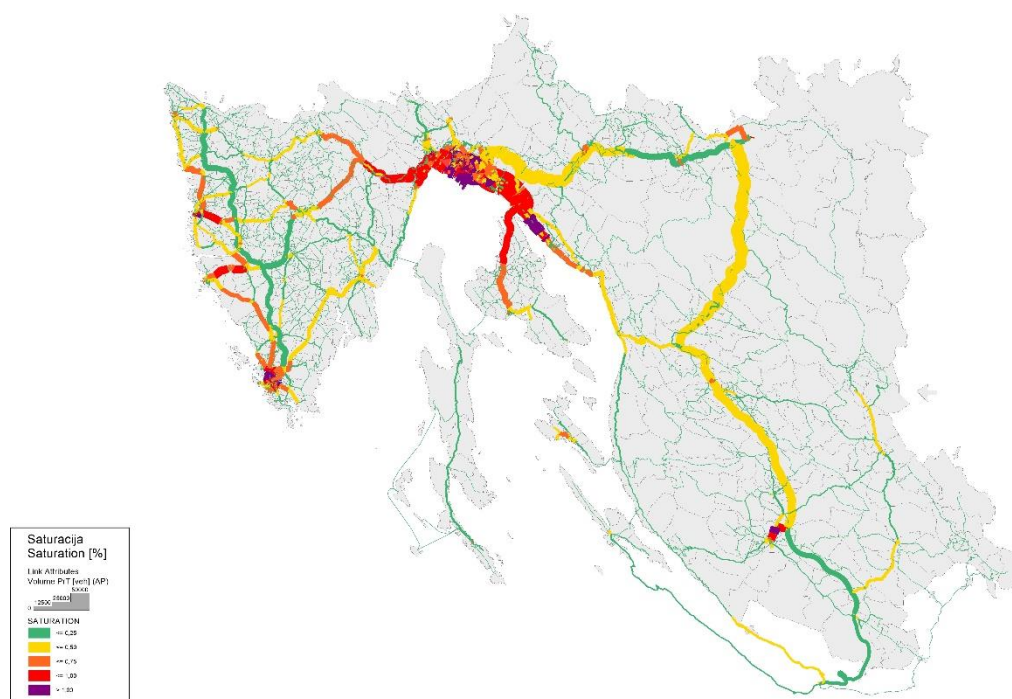 Saturacija
Saturation [%]
Link Attributes
Volume PrT [veh] (AP)
0 12500 25000 50000
SATURATION
<= 0,25
<= 0,50
<= 0,75
<= 1,00
> 1,00